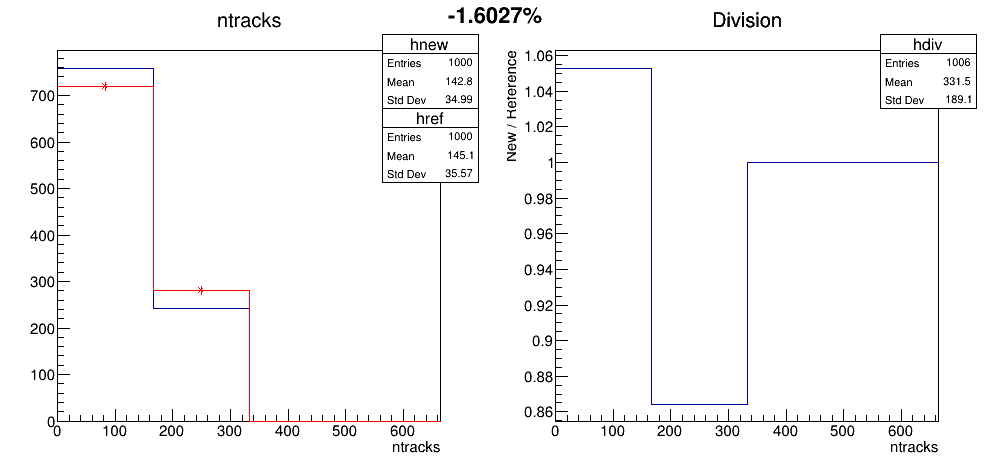 -1.6027%
ntracks
hnew
Entries 1000
Mean 142.8
Std Dev 34.99
href
Entries 1000
Mean 145.1
Std Dev 35.57
700
600
500
400
300
200
100
0
0 100 200 300 400 500 600
ntracks
Division
hdiv
Entries 1006
Mean 331.5
Std Dev 189.1
New / Reference
1.06
1.04
1.02
1
0.98
0.96
0.94
0.92
0.9
0.88
0.86
0 100 200 300 400 500 600
ntracks